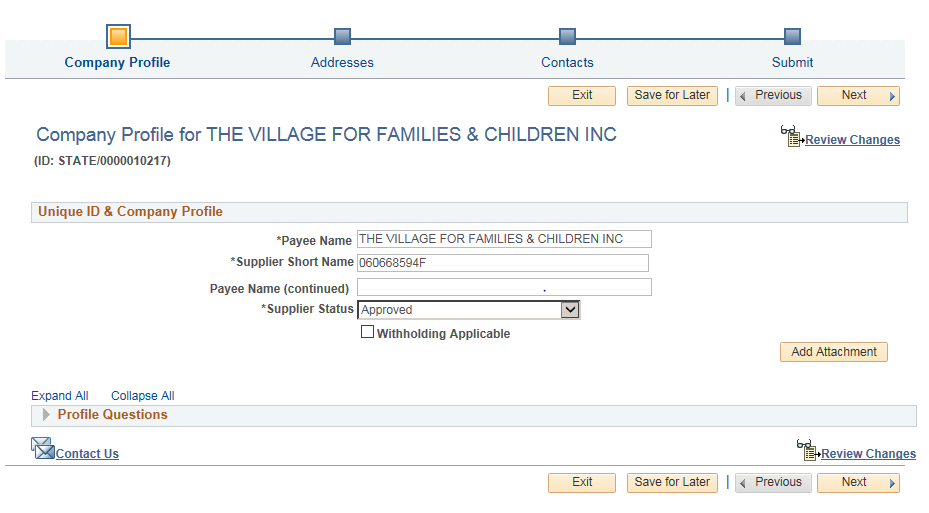 Company Profile Addresses Contacts Submit
Exit Save for Later | Previous Next
Company Profile for THE VILLAGE FOR FAMILIES & CHILDREN INC
Review Changes
(ID: STATE/0000010217)
Unique ID & Company Profile
*Payee Name THE VILLAGE FOR FAMILIES & CHILDREN INC
*Supplier Short Name 060668594F
Payee Name (continued) .
*Supplier Status Approved
Withholding Applicable
Add Attachment
Expand All Collapse All
Profile Questions
Contact Us Review Changes
Exit Save for Later | Previous Next